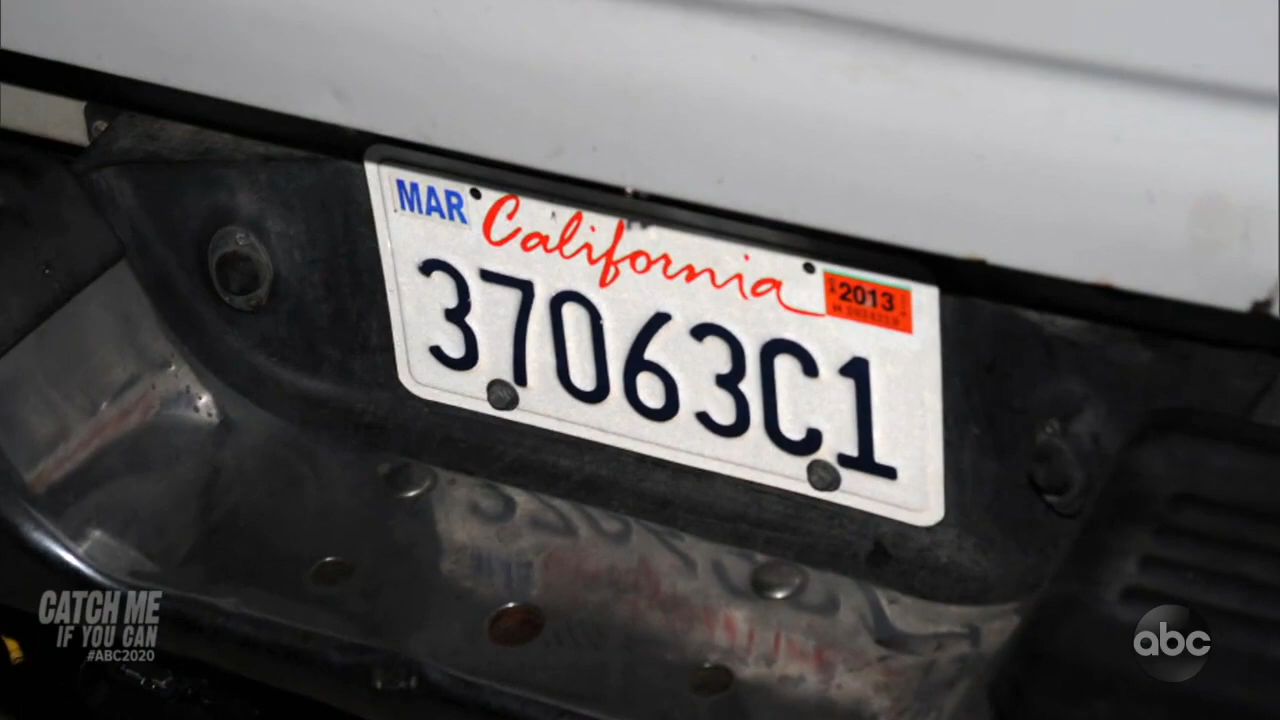 MAR
California
2013
37063C1
CATCH ME
IF YOU CAN
#ABC2020
abc